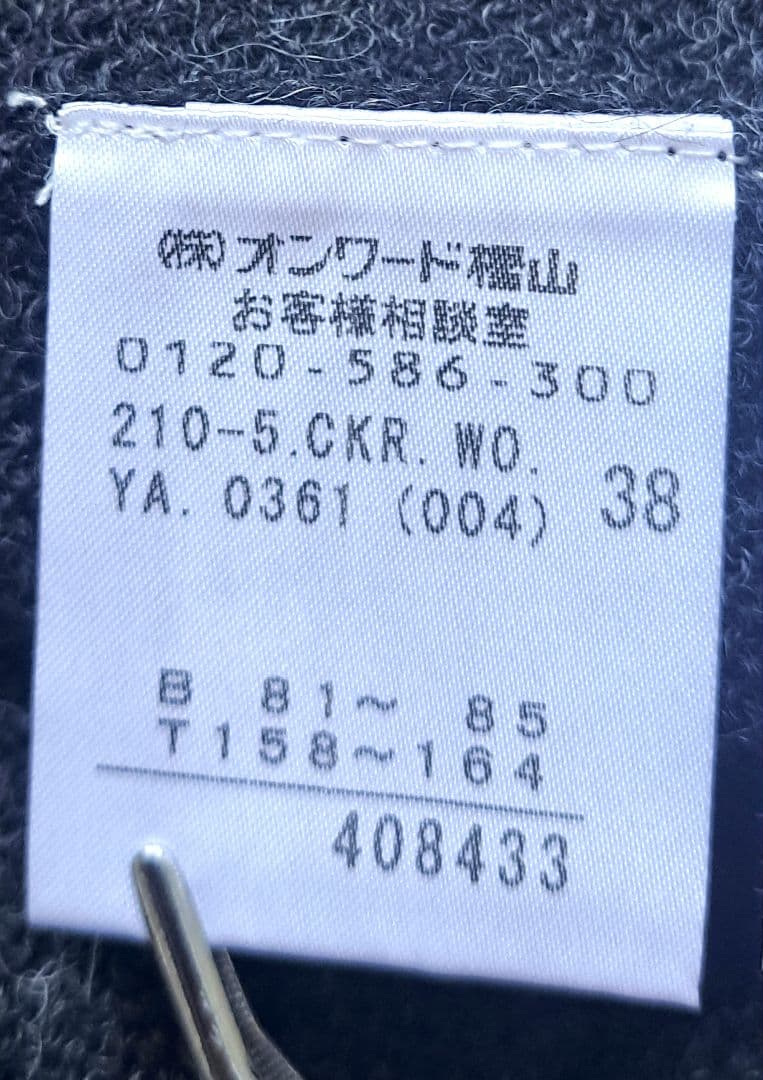 (株)オンワード樫山
お客様相談室
0120-586-300
210-5.CKR. WO.
YA. 0361 (004) 38
B 81~ 85
T158~164
408433